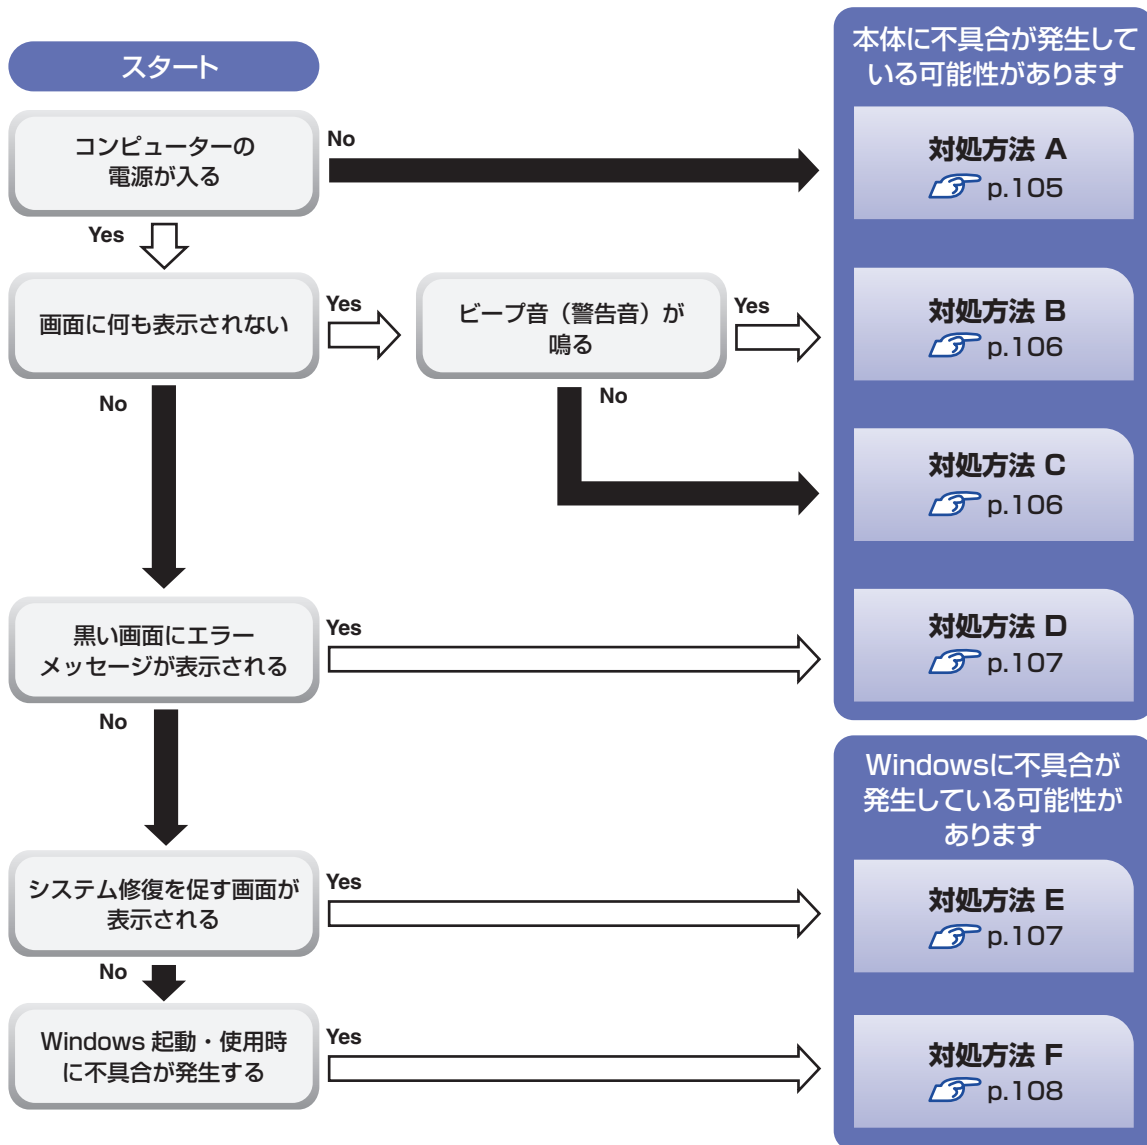 スタート
コンピューターの
電源が入る
No
Yes
画面に何も表示されない
Yes
ビープ音（警告音）が
鳴る
Yes
No
No
黒い画面にエラー
メッセージが表示される
Yes
No
システム修復を促す画面が
表示される
Yes
No
Windows 起動・使用時
に不具合が発生する
Yes
本体に不具合が発生して
いる可能性があります
対処方法 A
p.105
対処方法 B
p.106
対処方法 C
p.106
対処方法 D
p.107
Windowsに不具合が
発生している可能性が
あります
対処方法 E
p.107
対処方法 F
p.108